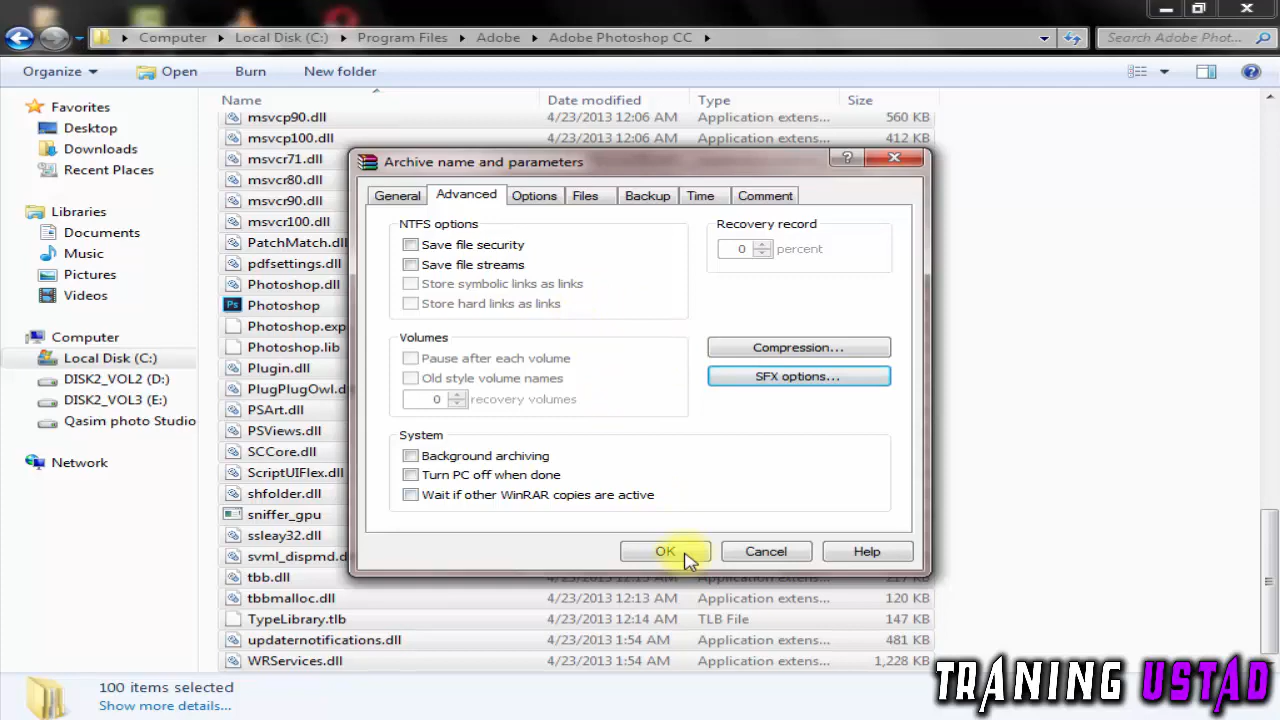 Computer Local Disk (C:) Program Files Adobe Adobe Photoshop CC Search Adobe Phot...
Organize Open Burn New folder
Favorites
Desktop
Downloads
Recent Places
Libraries
Documents
Music
Pictures
Videos
Computer
Local Disk (C:)
DISK2_VOL2 (D:)
DISK2_VOL3 (E:)
Qasim photo Studio
Network
Name Date modified Type Size
msvcp90.dll 4/23/2013 12:06 AM Application extens... 560 KB
msvcp100.dll 4/23/2013 12:06 AM Application extens... 412 KB
msvcr71.dll
msvcr80.dll
msvcr90.dll
msvcr100.dll
PatchMatch.dll
pdfsettings.dll
Photoshop.dll
Photoshop
Photoshop.exp
Photoshop.lib
Plugin.dll
PlugPlugOwl.d
PSArt.dll
PSViews.dll
SCCore.dll
ScriptUIFlex.dll
shfolder.dll
sniffer_gpu
ssleay32.dll
svml_dispmd.d
tbb.dll 4/23/2013 12:13 AM Application extens... 217 KB
tbbmalloc.dll 4/23/2013 12:13 AM Application extens... 120 KB
TypeLibrary.tlb 4/23/2013 12:14 AM TLB File 147 KB
updaternotifications.dll 4/23/2013 1:54 AM Application extens... 481 KB
WRServices.dll 4/23/2013 1:54 AM Application extens... 1,228 KB
Archive name and parameters
General Advanced Options Files Backup Time Comment
NTFS options
Save file security
Save file streams
Store symbolic links as links
Store hard links as links
Recovery record
0 percent
Volumes
Pause after each volume
Old style volume names
0 recovery volumes
Compression...
SFX options...
System
Background archiving
Turn PC off when done
Wait if other WinRAR copies are active
OK Cancel Help
100 items selected
Show more details...
TRANING USTAD